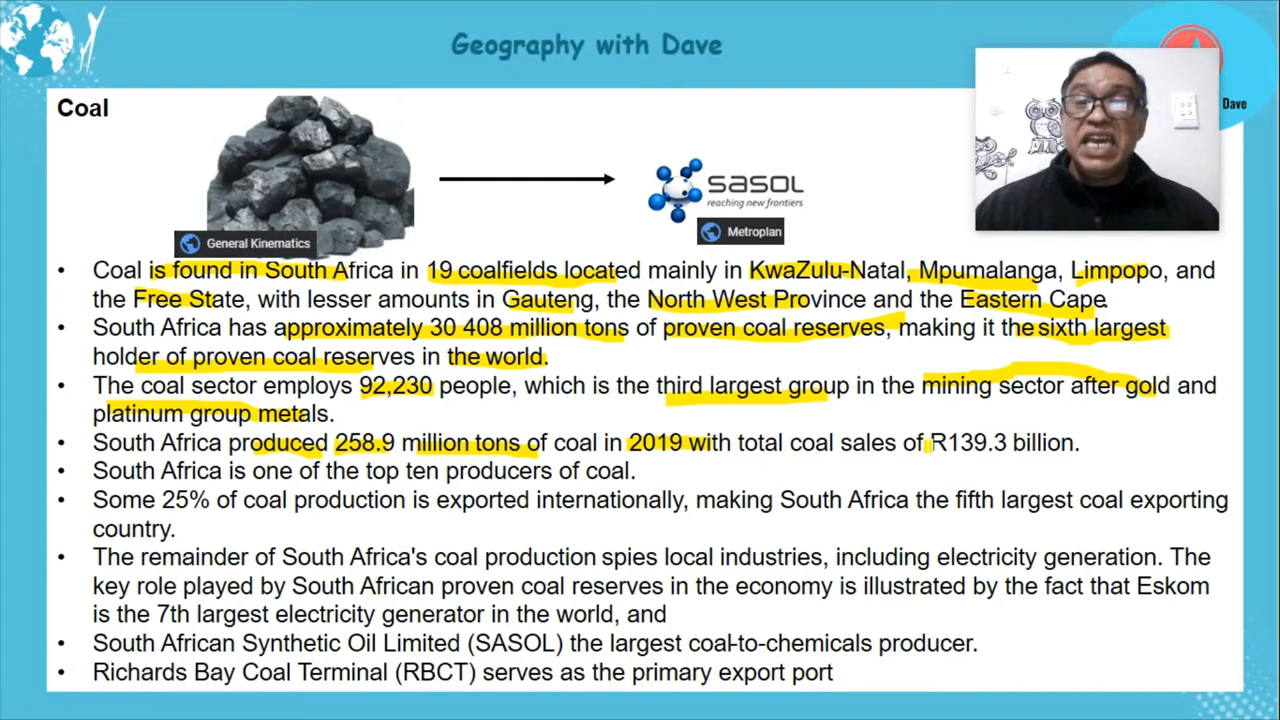 Geography with Dave
Dave
Coal
sasol
reaching new frontiers
General Kinematics
Metroplan
• Coal is found in South Africa in 19 coalfields located mainly in KwaZulu-Natal, Mpumalanga, Limpopo, and
the Free State, with lesser amounts in Gauteng, the North West Province and the Eastern Cape.
• South Africa has approximately 30 408 million tons of proven coal reserves, making it the sixth largest
holder of proven coal reserves in the world.
• The coal sector employs 92,230 people, which is the third largest group in the mining sector after gold and
platinum group metals.
• South Africa produced 258.9 million tons of coal in 2019 with total coal sales of R139.3 billion.
• South Africa is one of the top ten producers of coal.
• Some 25% of coal production is exported internationally, making South Africa the fifth largest coal exporting
country.
• The remainder of South Africa's coal production spies local industries, including electricity generation. The
key role played by South African proven coal reserves in the economy is illustrated by the fact that Eskom
is the 7th largest electricity generator in the world, and
• South African Synthetic Oil Limited (SASOL) the largest coal-to-chemicals producer.
• Richards Bay Coal Terminal (RBCT) serves as the primary export port